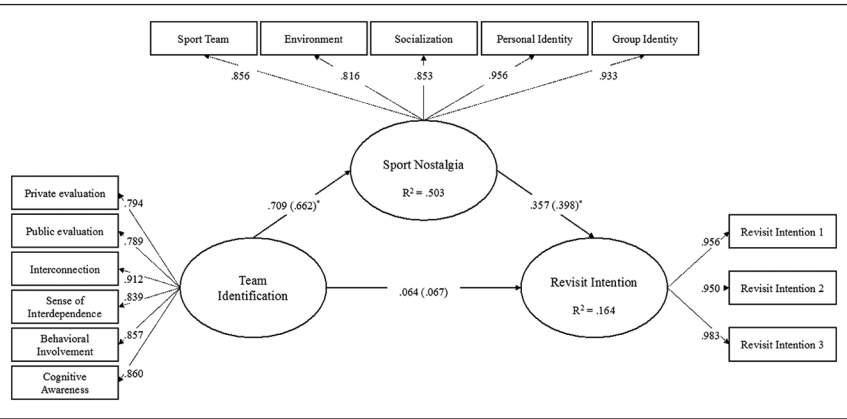 Sport Team
Environment
Socialization
Personal Identity
Group Identity
.856
.816
.853
.956
.933
Sport Nostalgia
R² = .503
Private evaluation
.794
.709 (.662)*
.357 (.398)*
Public evaluation
.789
.956
Revisit Intention 1
Interconnection
.912
Team
Identification
Revisit Intention
.064 (.067)
R² = .164
.950
Revisit Intention 2
Sense of
Interdependence
.839
Behavioral
Involvement
.857
.983
Revisit Intention 3
Cognitive
Awareness
.860